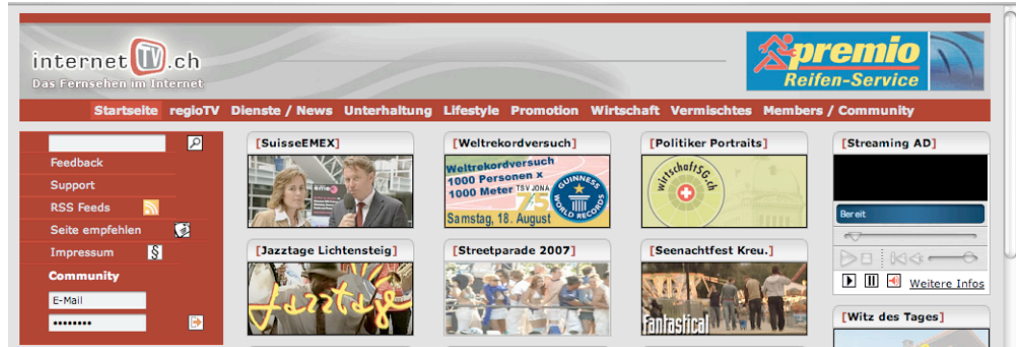 internet TV.ch
Das Fernsehen im Internet
premio
Reifen-Service
Startseite regioTV Dienste / News Unterhaltung Lifestyle Promotion Wirtschaft Vermischtes Members / Community
Feedback
Support
RSS Feeds
Seite empfehlen
Impressum §
Community
E-Mail
••••••••
[SuisseEMEX]
[Weltrekordversuch]
Weltrekordversuch
1000 Personen x
1000 Meter TSV JONA
75
GUINNESS
WORLD RECORDS
Samstag, 18. August
[Politiker Portraits]
wirtschaftSG.ch
[Jazztage Lichtensteig]
Jazztage
[Streetparade 2007]
[Seenachtfest Kreu.]
Fantastical
[Streaming AD]
Bereit
Weitere Infos
[Witz des Tages]